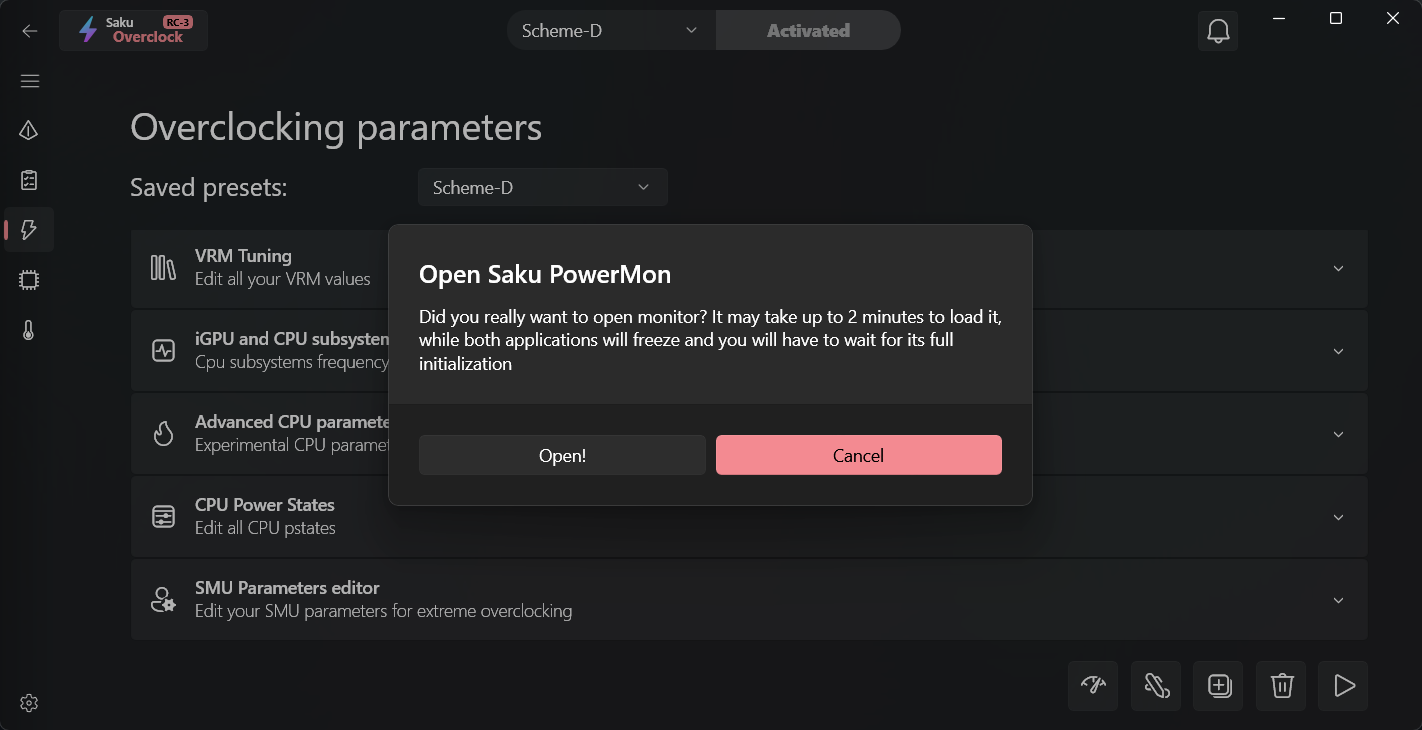 Saku
RC-3
Overclock
Scheme-D
Activated
Overclocking parameters
Saved presets:
Scheme-D
VRM Tuning
Edit all your VRM values
iGPU and CPU subsystem
Cpu subsystems frequency
Advanced CPU paramete
Experimental CPU paramet
CPU Power States
Edit all CPU pstates
SMU Parameters editor
Edit your SMU parameters for extreme overclocking
Open Saku PowerMon
Did you really want to open monitor? It may take up to 2 minutes to load it,
while both applications will freeze and you will have to wait for its full
initialization
Open!
Cancel